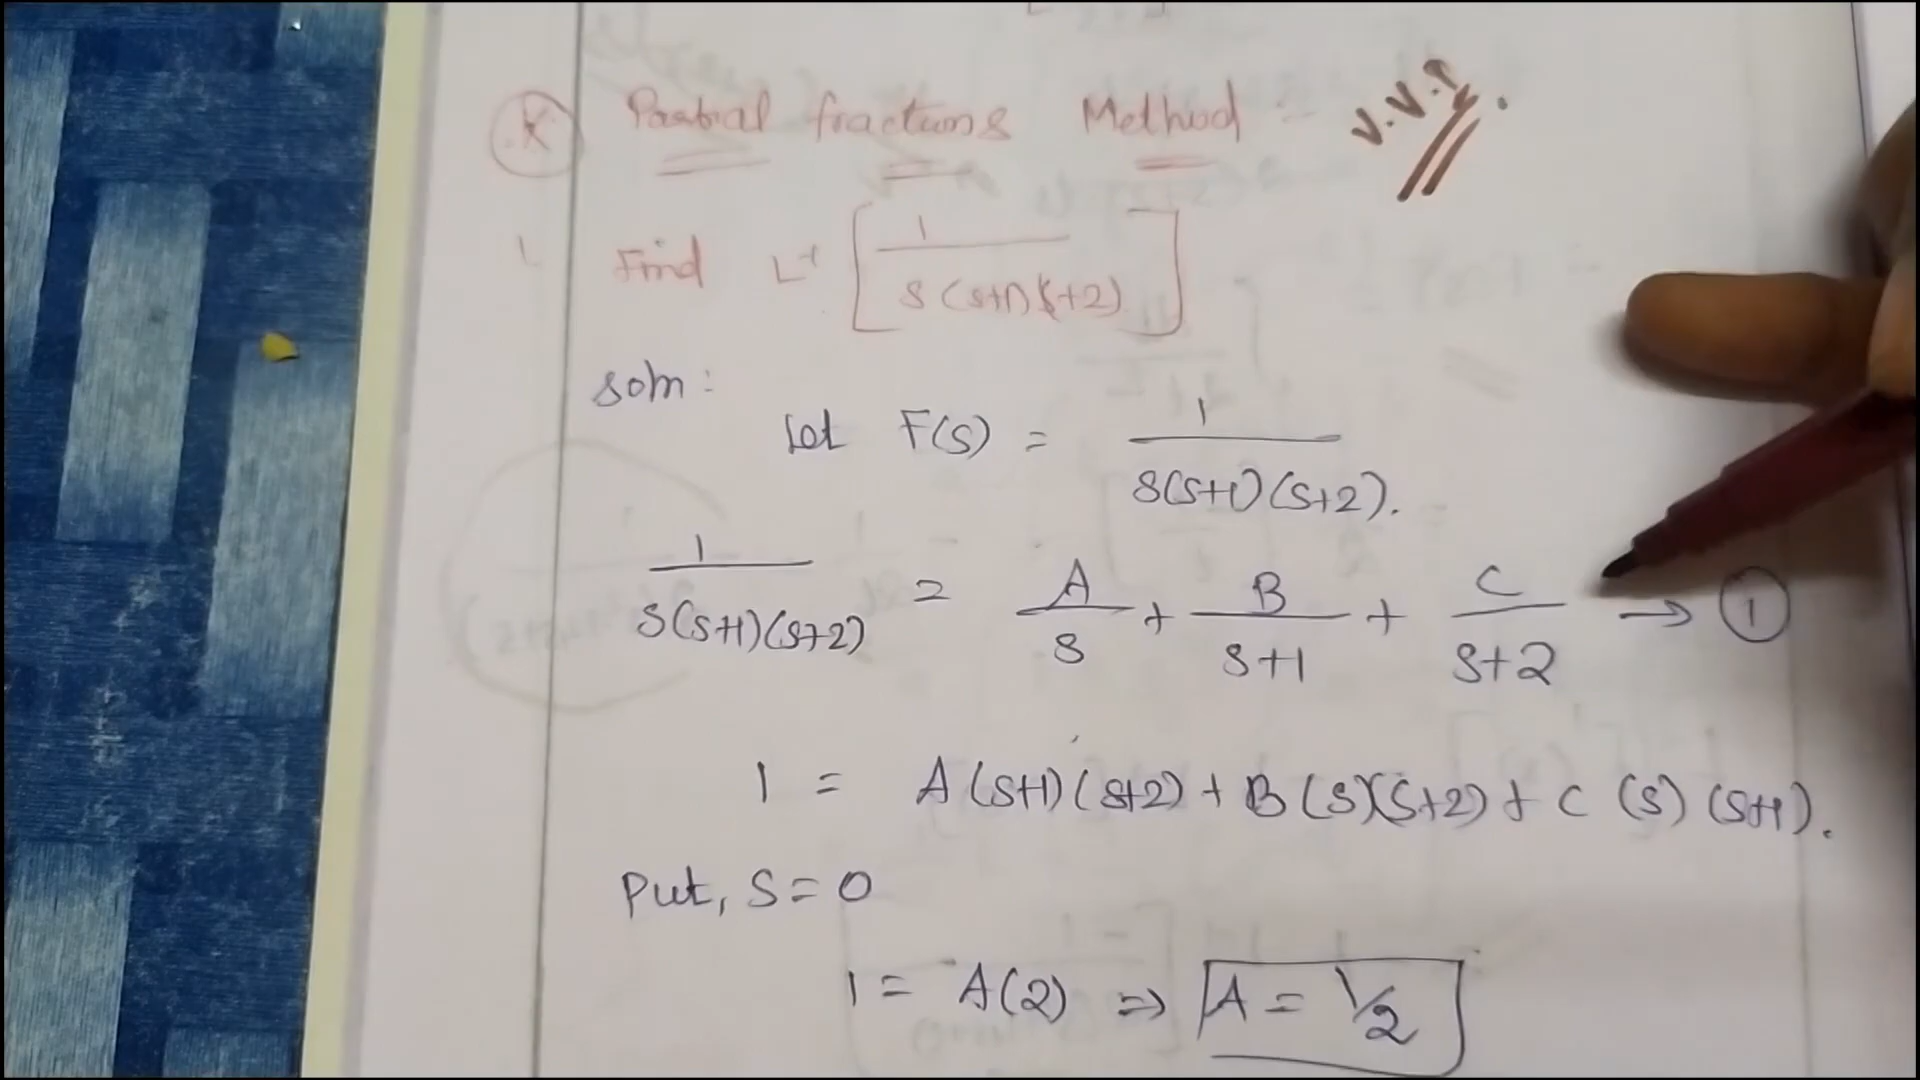 K Partial fractions Method : V.V.I.
1. Find L⁻¹ [ 1 / s(s+1)(s+2) ]
Soln :
Let F(s) = 1 / s(s+1)(s+2).
1 / s(s+1)(s+2) = A / s + B / s+1 + C / s+2 → ①
1 = A(s+1)(s+2) + B(s)(s+2) + C (s) (s+1).
Put, s = 0
1 = A(2) ⇒ A = 1/2